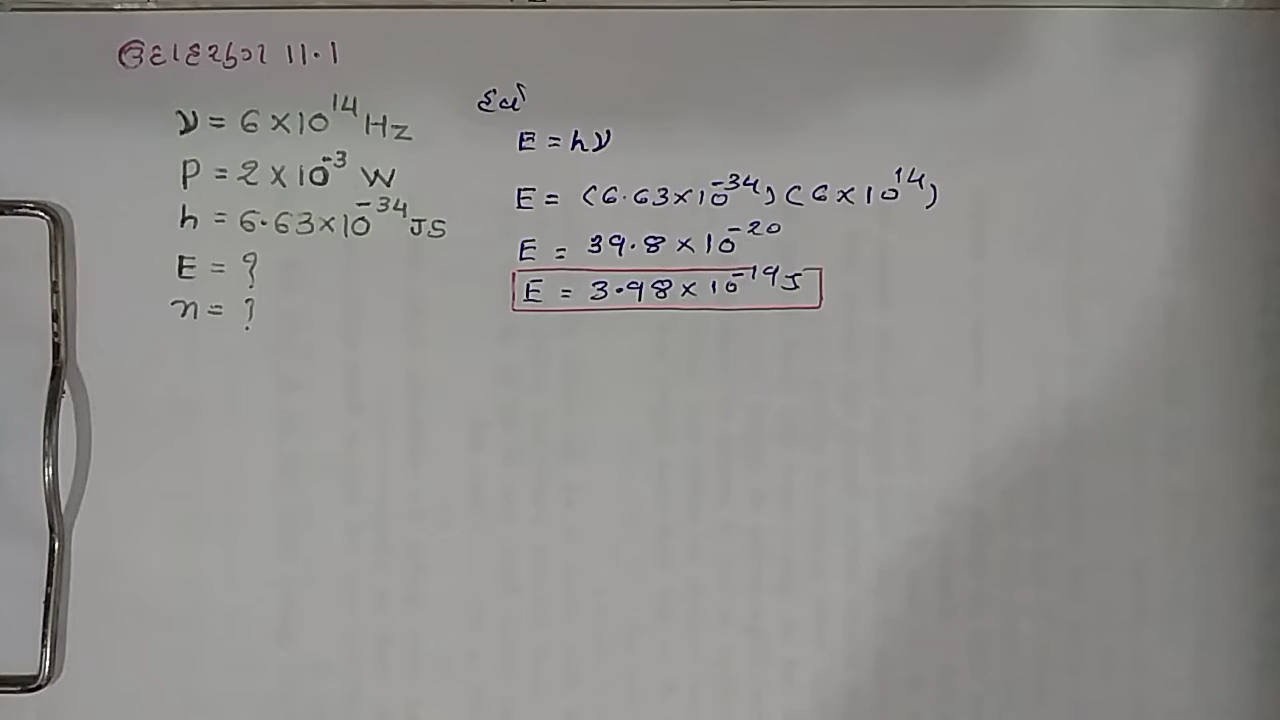 ઉદાહરણ 11.1
ν = 6 × 10¹⁴ Hz
P = 2 × 10⁻³ W
h = 6.63 × 10⁻³⁴ JS
E = ?
n = ?
હવે
E = hν
E = (6.63 × 10⁻³⁴) (6 × 10¹⁴)
E = 39.8 × 10⁻²⁰
E = 3.98 × 10⁻¹⁹ J